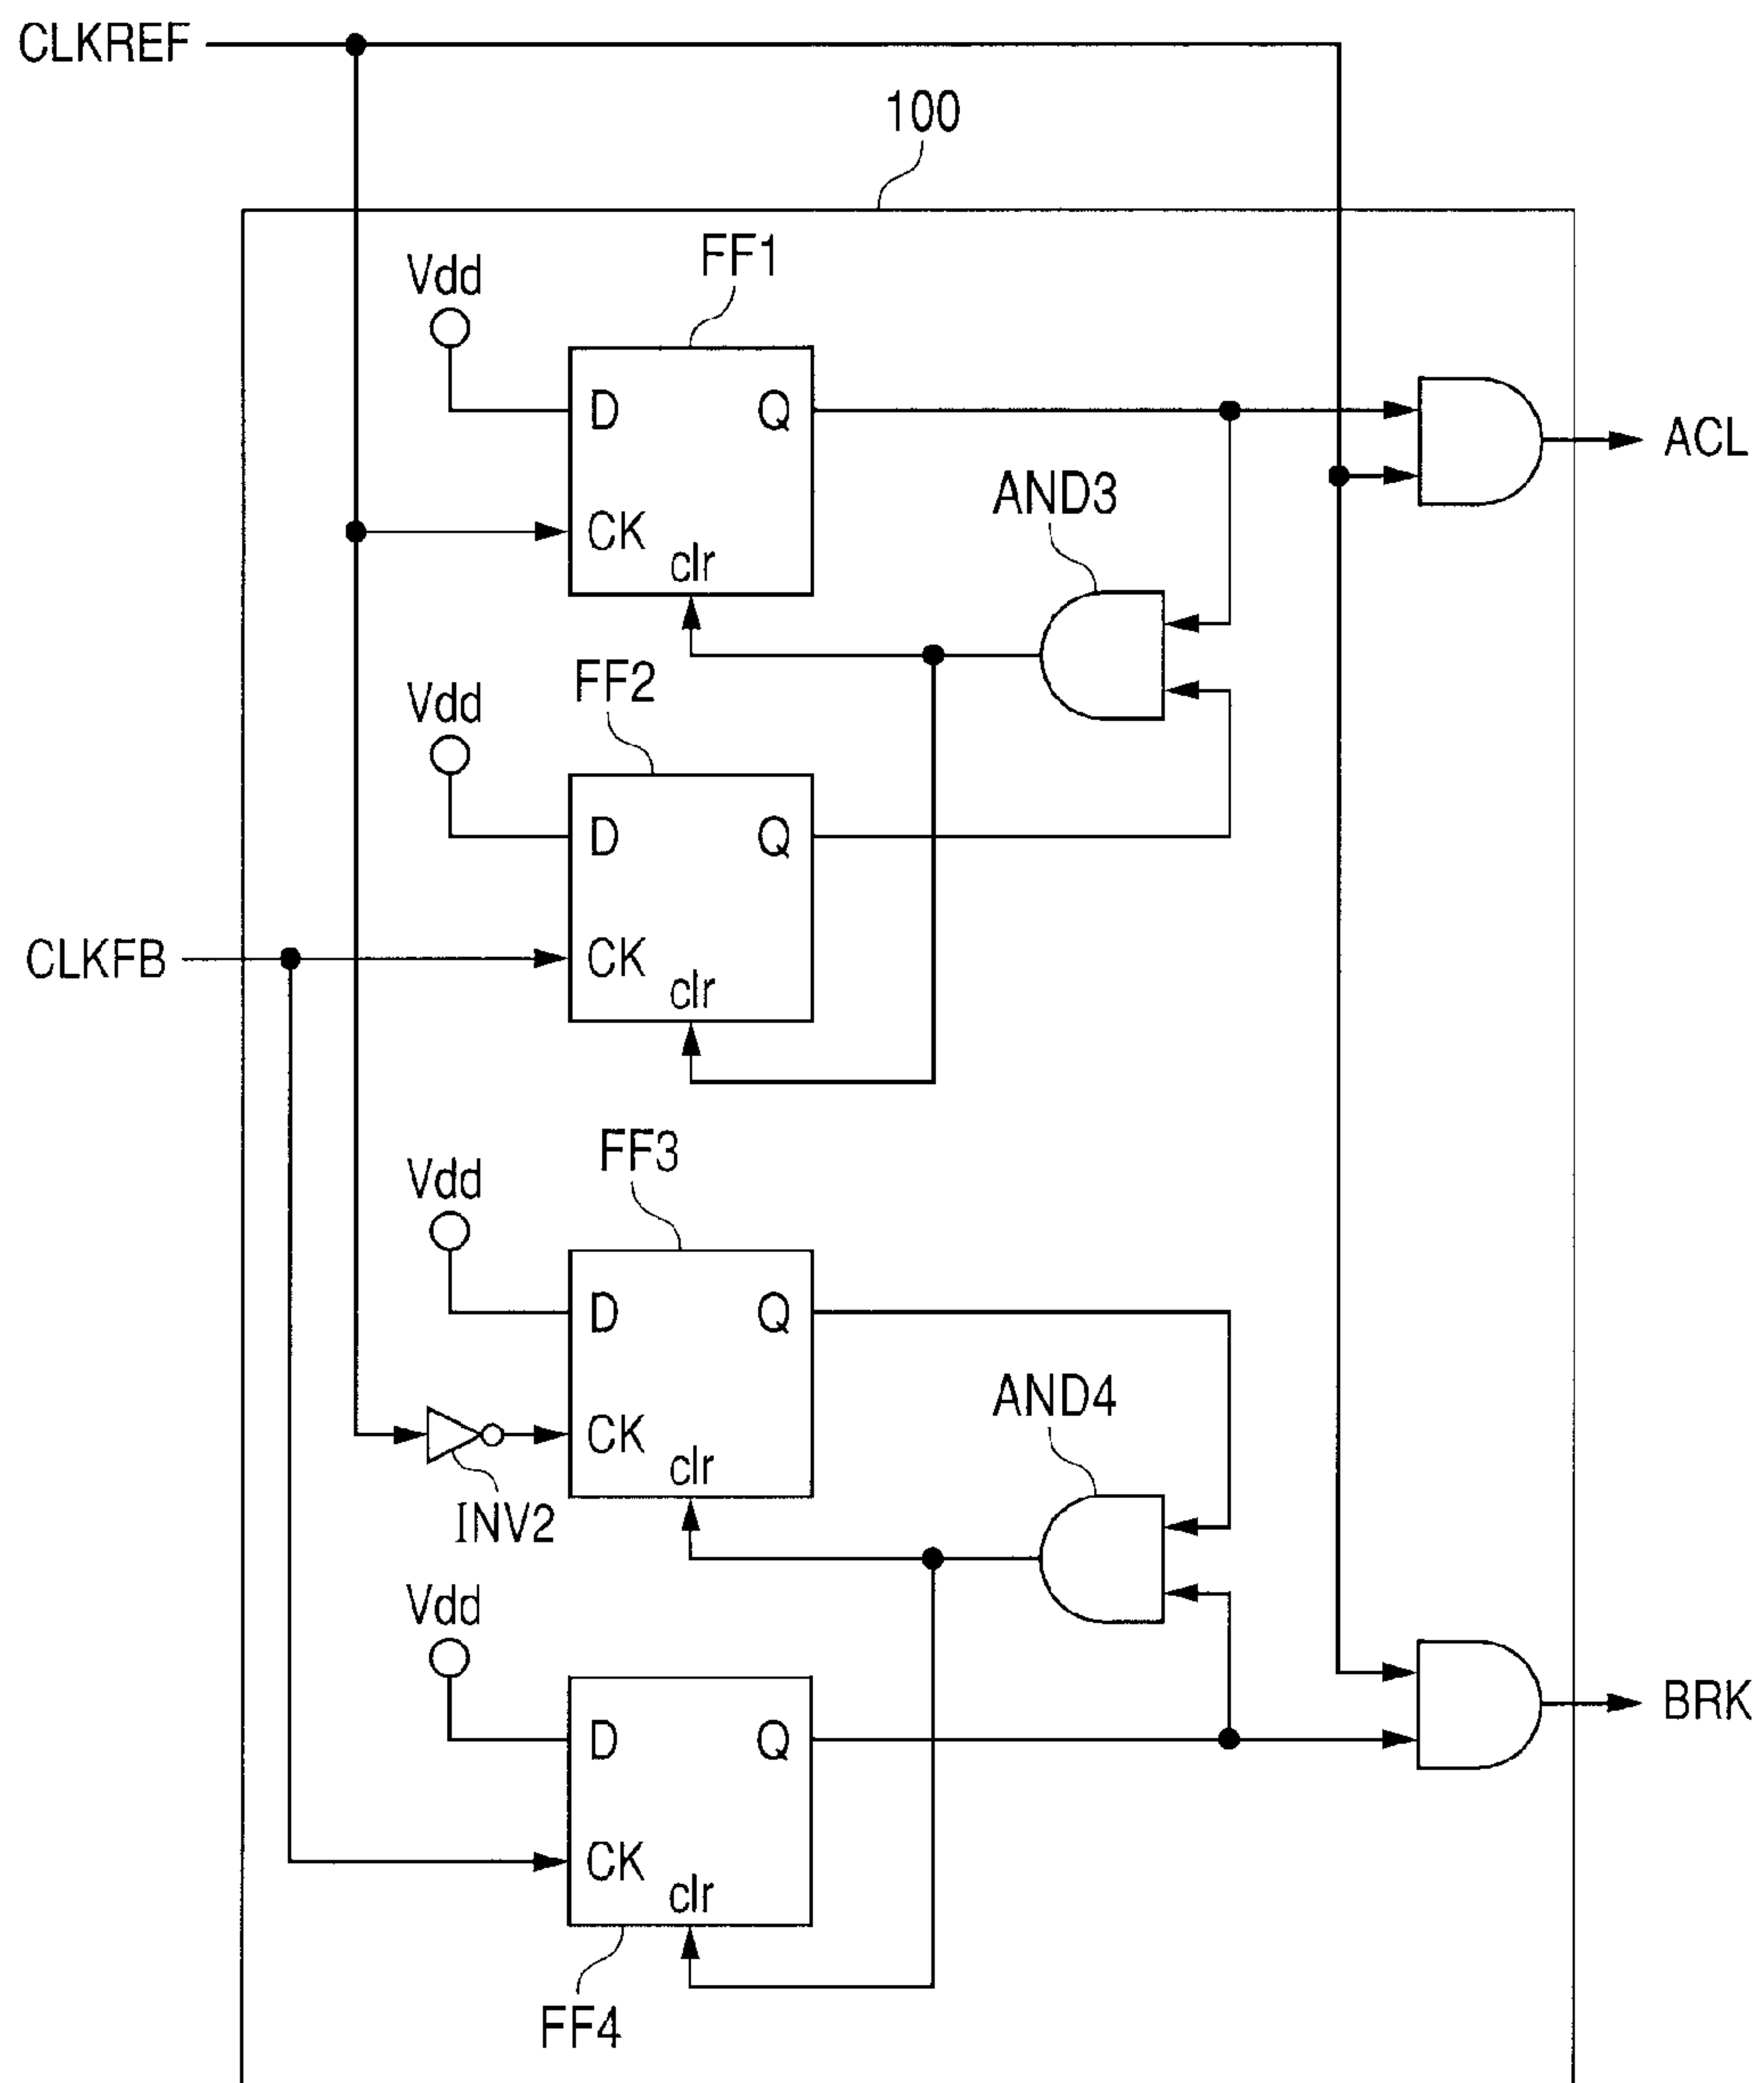 CLKREF
100
FF1
Vdd
D
Q
ACL
AND3
CK
clr
FF2
Vdd
D
Q
CLKFB
CK
clr
FF3
Vdd
D
Q
AND4
CK
clr
INV2
Vdd
BRK
D
Q
CK
clr
FF4